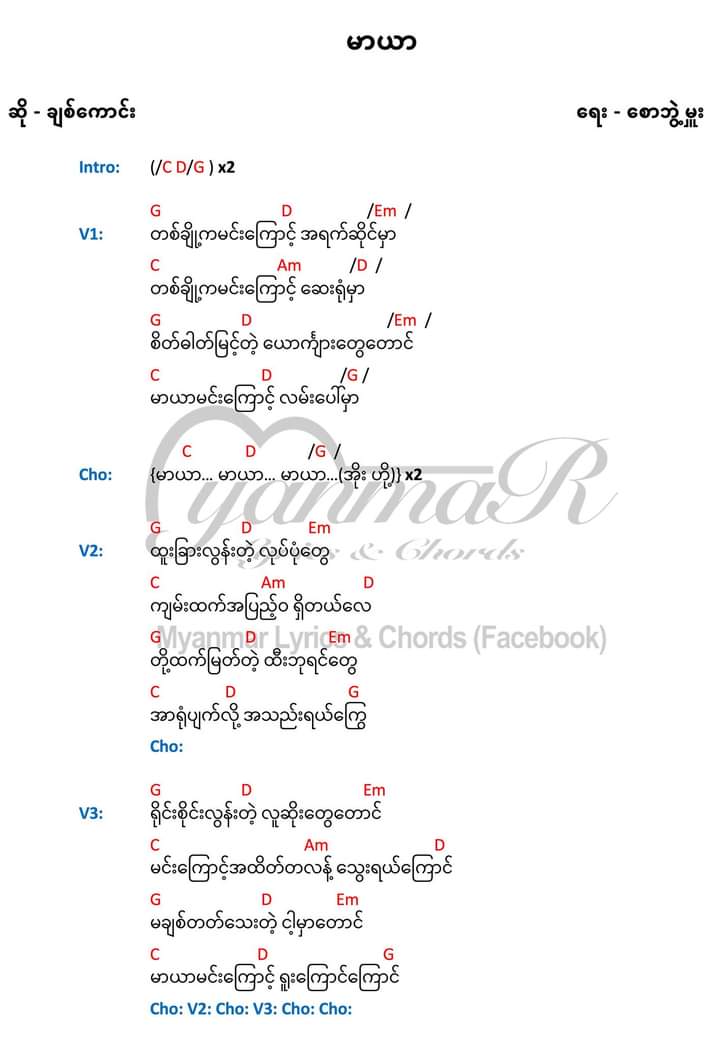 မာယာ
ဆို - ချစ်ကောင်း ရေး - စောဘွဲ့မှူး
Intro: (/C D/G ) x2
G D /Em /
V1: တစ်ချို့ကမင်းကြောင့် အရက်ဆိုင်မှာ
C Am /D /
တစ်ချို့ကမင်းကြောင့် ဆေးရုံမှာ
G D /Em /
စိတ်ဓါတ်မြင့်တဲ့ ယောင်္ကျားတွေတောင်
C D /G /
မာယာမင်းကြောင့် လမ်းပေါ်မှာ
C D /G /
Cho: {မာယာ... မာယာ... မာယာ...(အိုး ဟို့)} x2
G D Em
V2: ထူးခြားလွန်းတဲ့ လုပ်ပုံတွေ
C Am D
ကျမ်းထက်အပြည့်ဝ ရှိတယ်လေ
G D Em
တို့ထက်မြတ်တဲ့ ထီးဘုရင်တွေ
C D G
အာရုံပျက်လို့ အသည်းရယ်ကြွေ
Cho:
G D Em
V3: ရိုင်းစိုင်းလွန်းတဲ့ လူဆိုးတွေတောင်
C Am D
မင်းကြောင့်အထိတ်တလန့် သွေးရယ်ကြောင်
G D Em
မချစ်တတ်သေးတဲ့ ငါ့မှာတောင်
C D G
မာယာမင်းကြောင့် ရူးကြောင်ကြောင်
Cho: V2: Cho: V3: Cho: Cho:
MyanmaR
Lyrics & Chords
Myanmar Lyrics & Chords (Facebook)